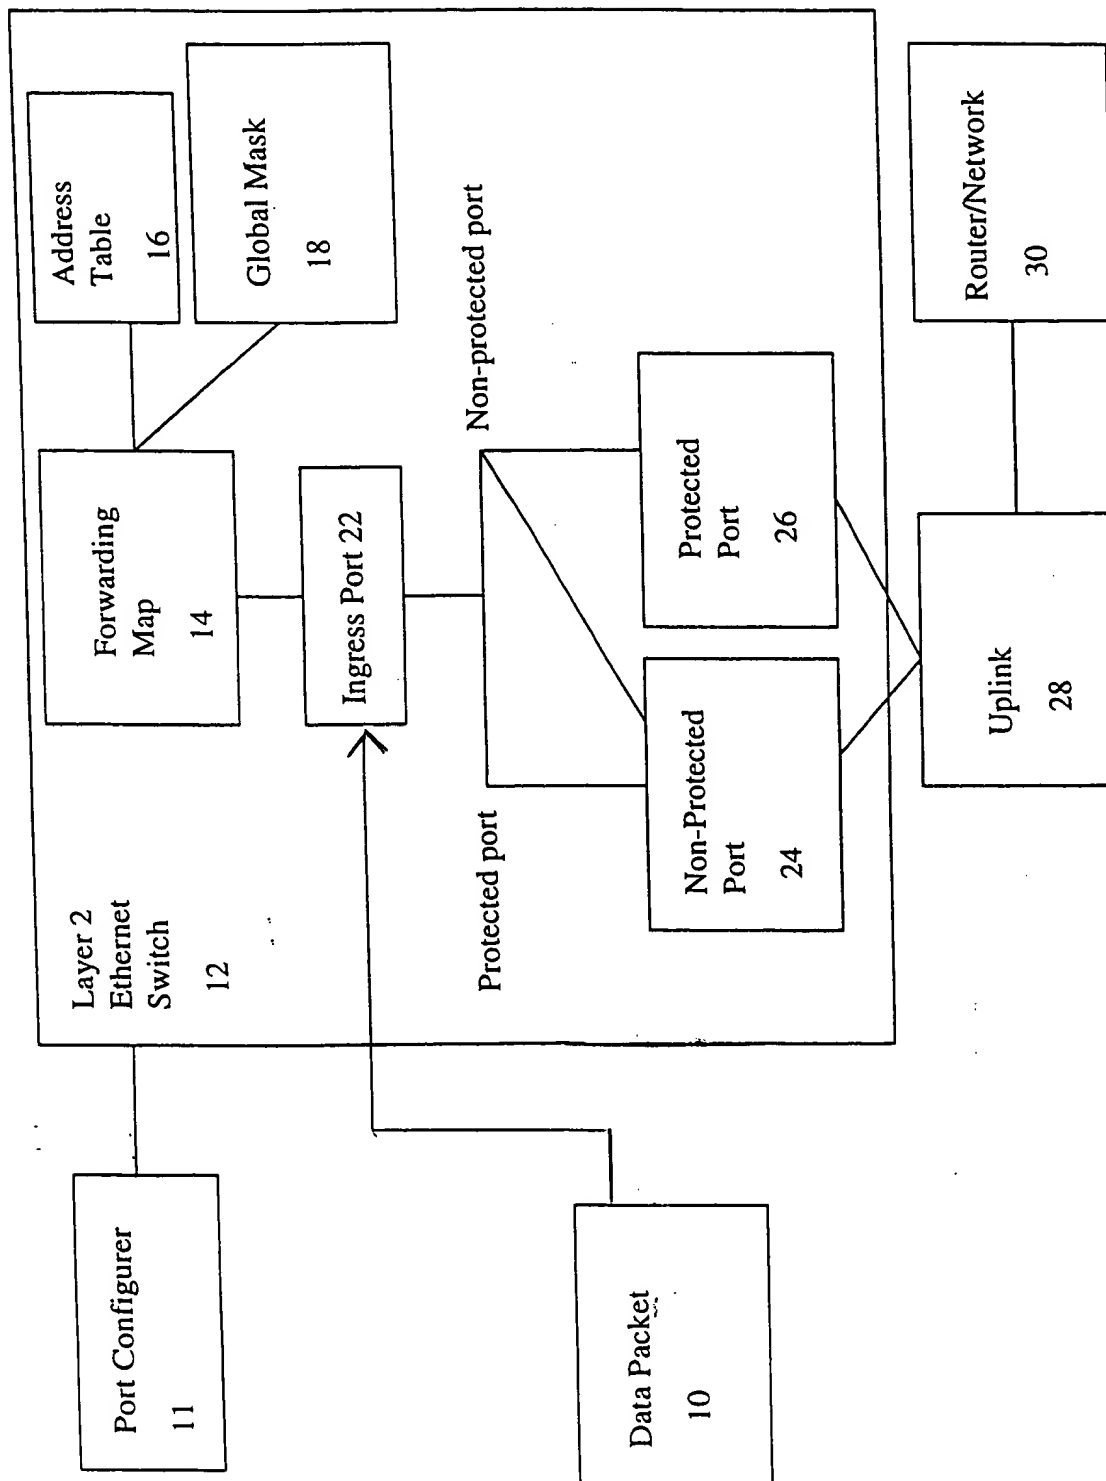 Port Configurer
11
Layer 2
Ethernet
Switch
12
Forwarding
Map
14
Address
Table
16
Global Mask
18
Data Packet
10
Ingress Port 22
Protected port
Non-protected port
Non-Protected
Port
24
Protected
Port
26
Uplink
28
Router/Network
30